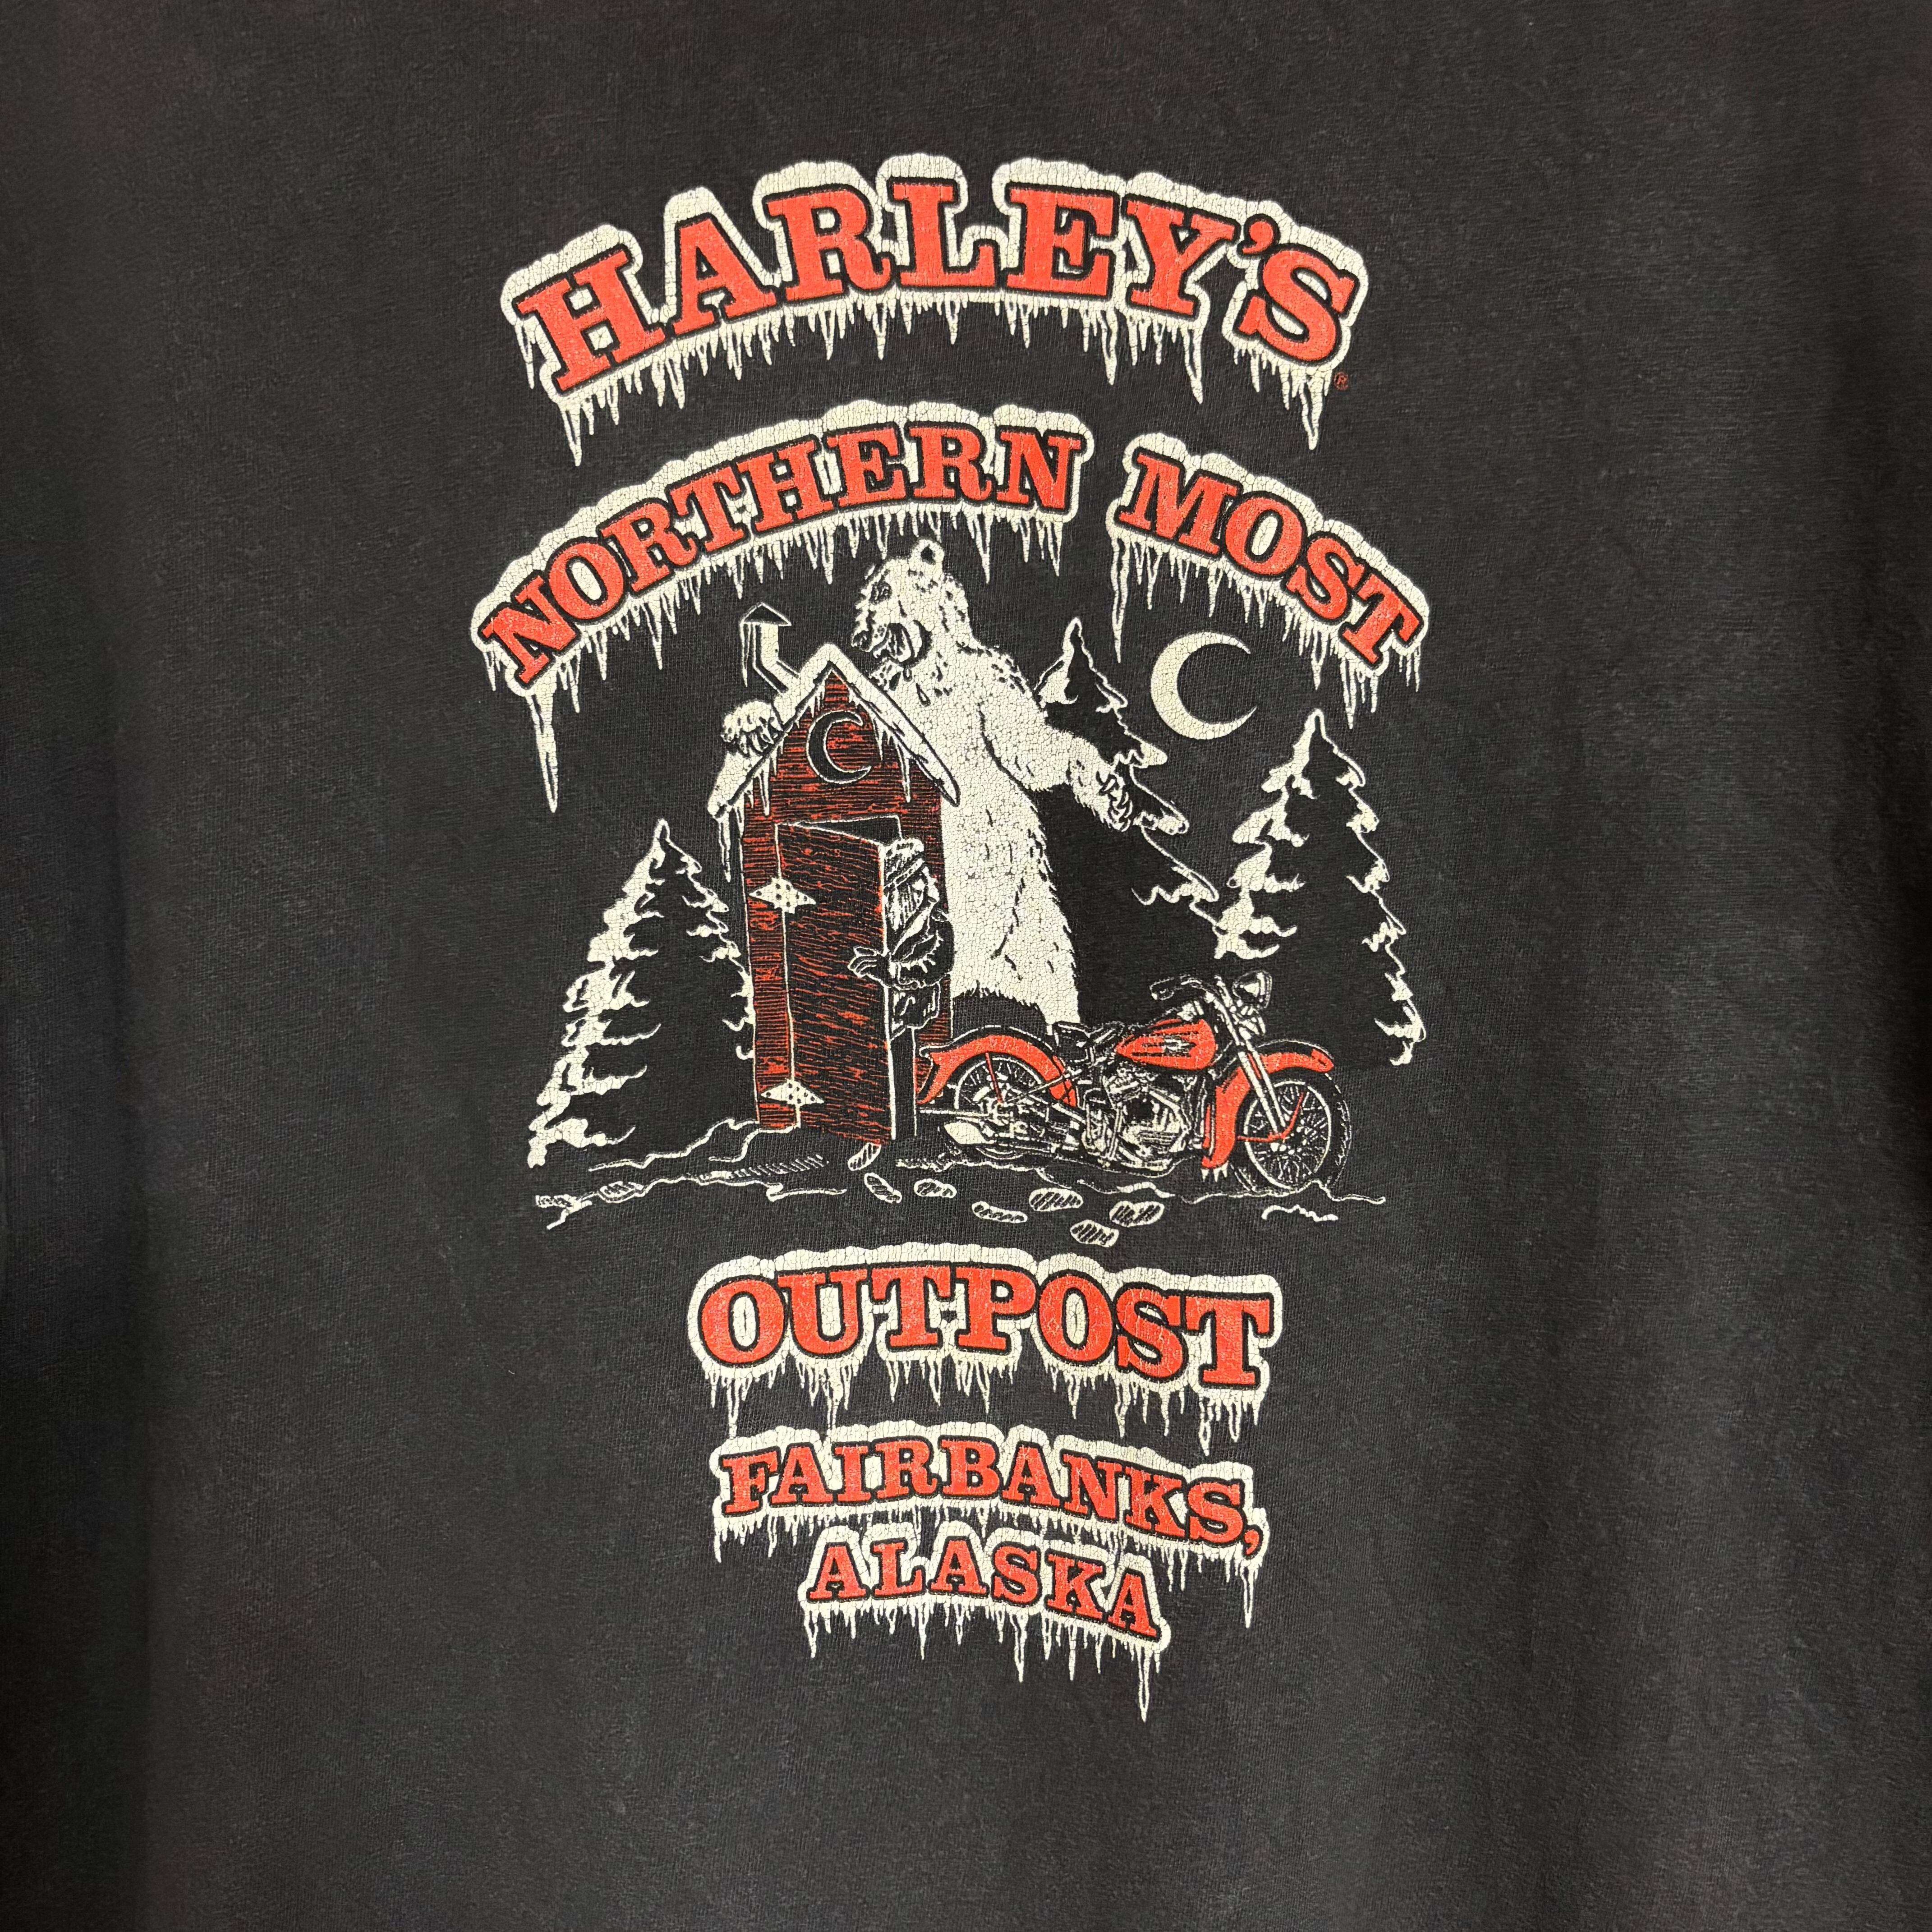 HARLEY'S®
NORTHERN MOST
OUTPOST
FAIRBANKS,
ALASKA